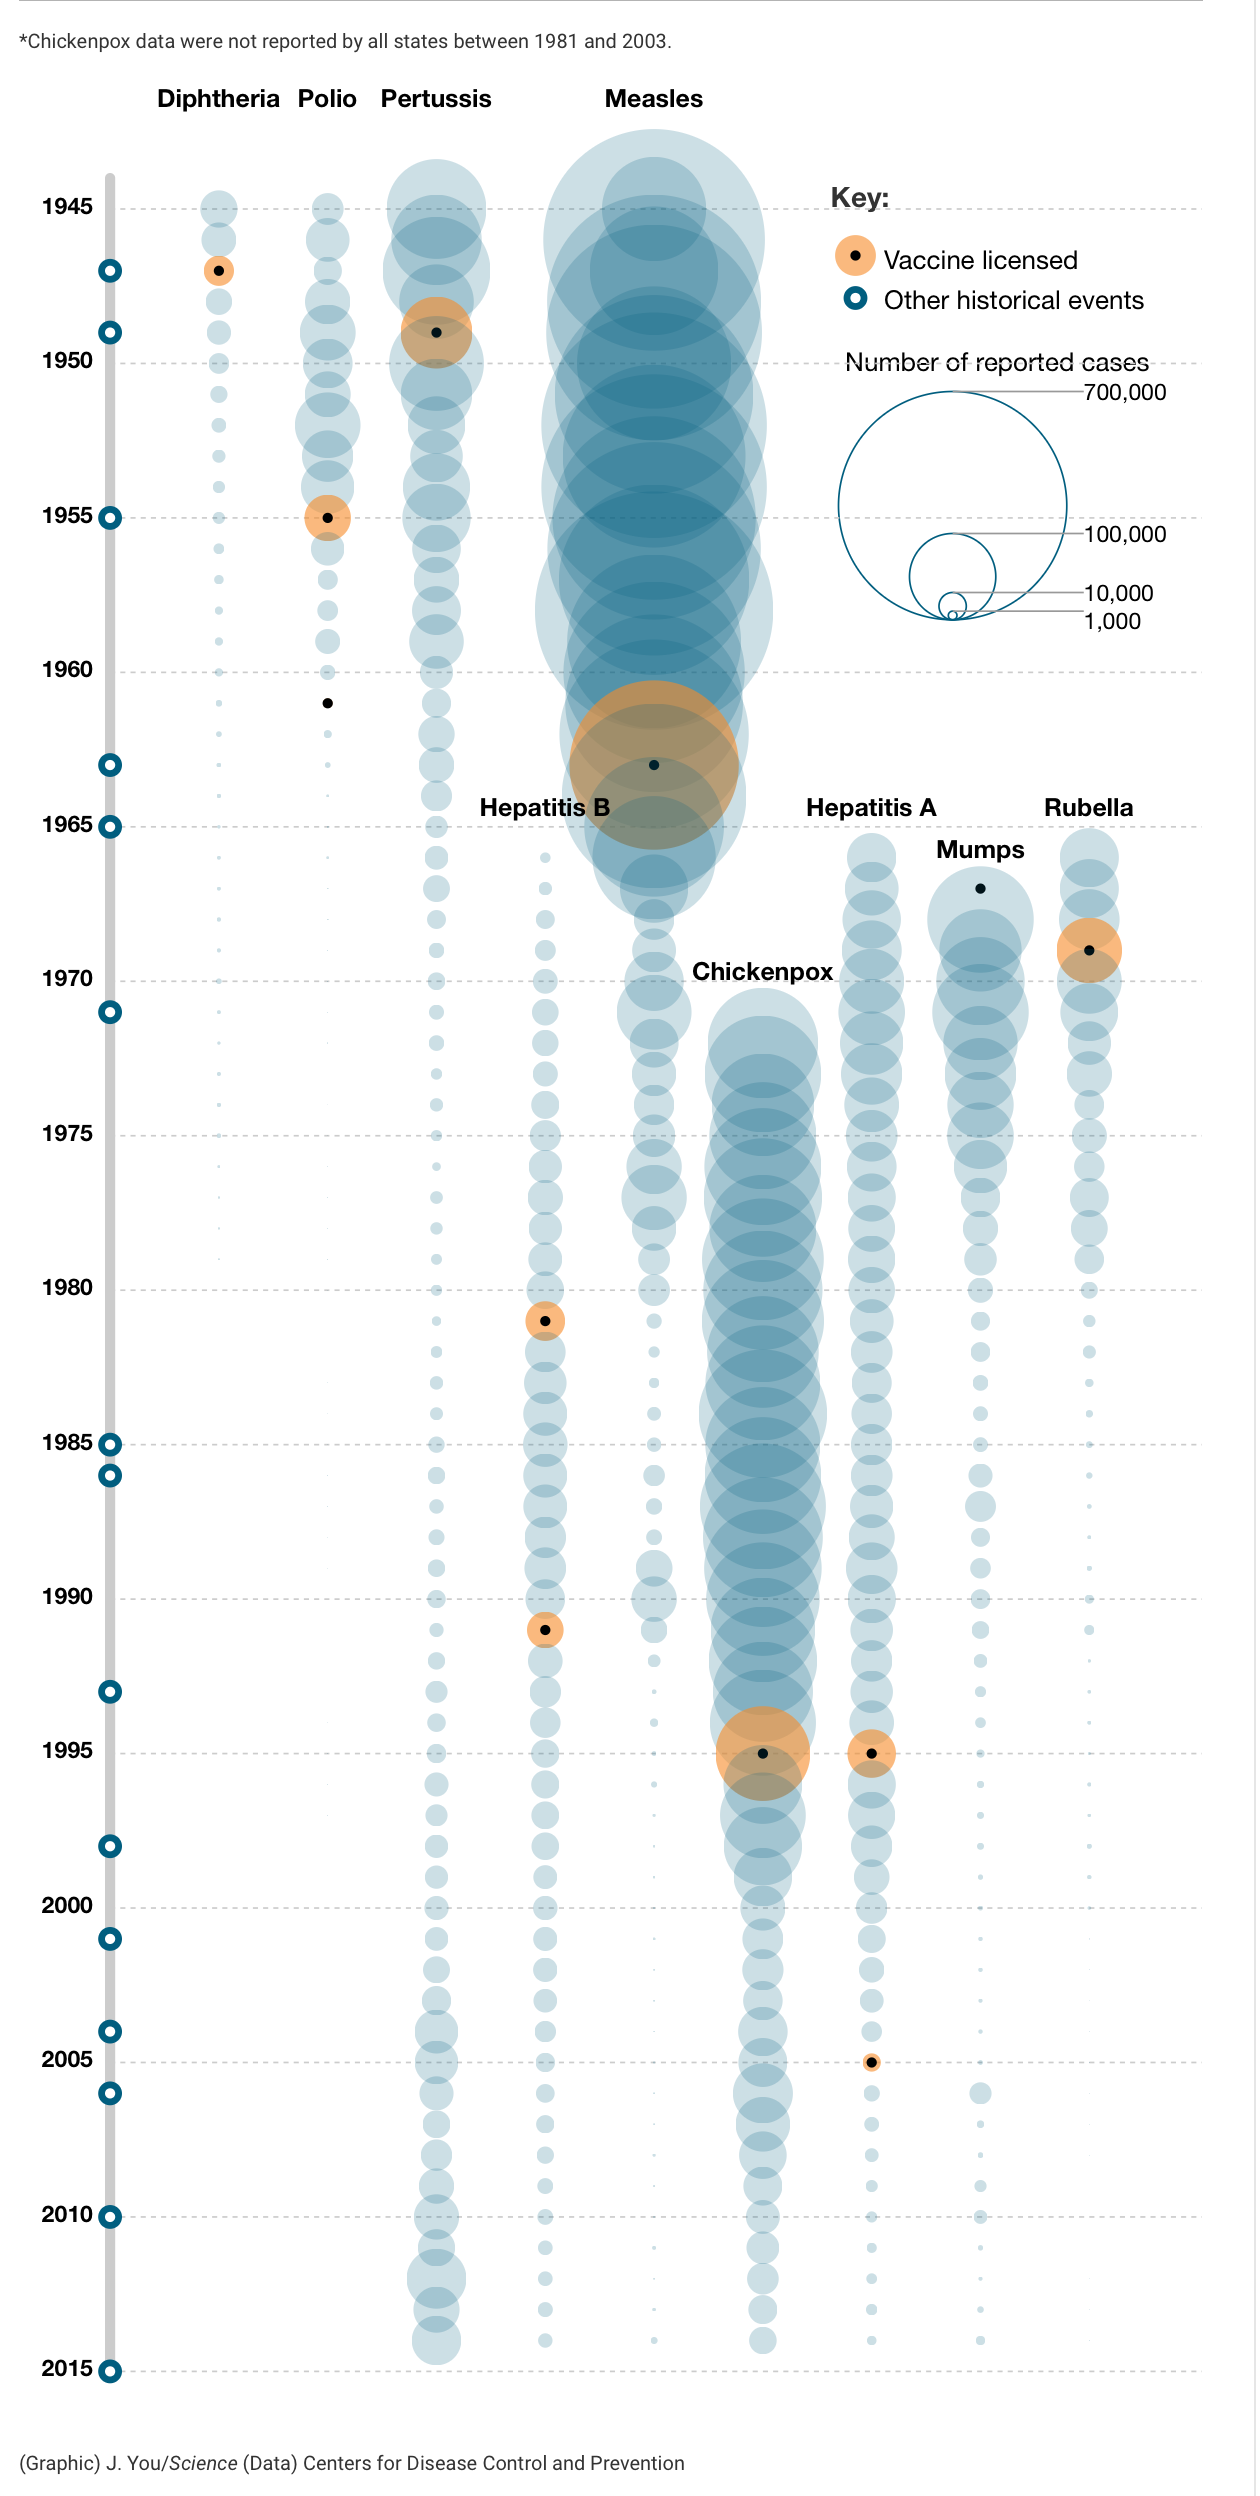 *Chickenpox data were not reported by all states between 1981 and 2003.
Diphtheria Polio Pertussis Measles
1945
Key:
Vaccine licensed
Other historical events
1950
Number of reported cases
700,000
1955
100,000
10,000
1,000
1960
Hepatitis B Hepatitis A Rubella
1965
Mumps
Chickenpox
1970
1975
1980
1985
1990
1995
2000
2005
2010
2015
(Graphic) J. You/Science (Data) Centers for Disease Control and Prevention